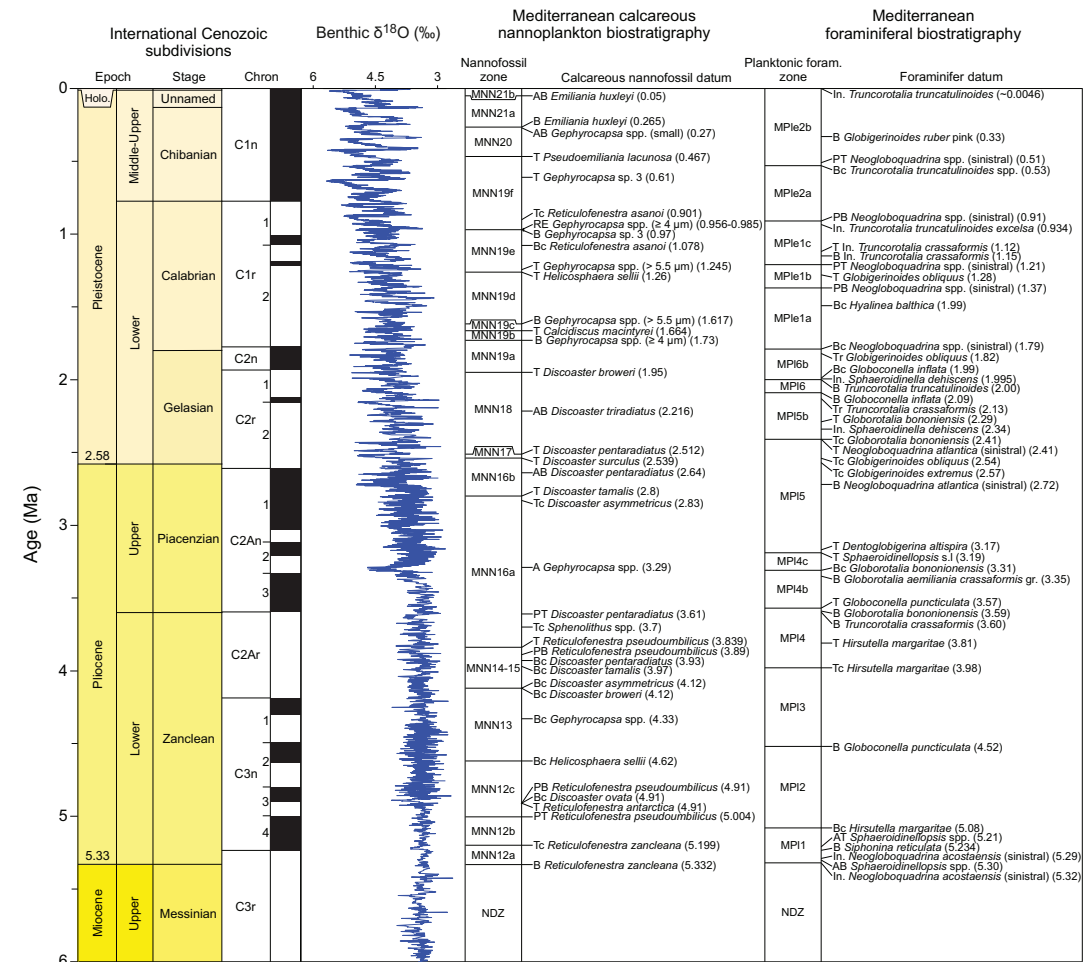 International Cenozoic
subdivisions
Benthic δ18O (‰)
Mediterranean calcareous
nannoplankton biostratigraphy
Mediterranean
foraminiferal biostratigraphy
Epoch
Stage
Chron
6
4.5
3
Nannofossil
zone
Calcareous nannofossil datum
Planktonic foram.
zone
Foraminifer datum
Age (Ma)
0
1
2
3
4
5
6
Holo.
Pleistocene
2.58
Pliocene
5.33
Miocene
Middle-Upper
Lower
Upper
Lower
Upper
Unnamed
Chibanian
Calabrian
Gelasian
Piacenzian
Zanclean
Messinian
C1n
1
C1r
2
C2n
1
C2r
2
1
C2An
2
3
C2Ar
1
2
C3n
3
4
C3r
MNN21b
MNN21a
MNN20
MNN19f
MNN19e
MNN19d
MNN19c
MNN19b
MNN19a
MNN18
MNN17
MNN16b
MNN16a
MNN14-15
MNN13
MNN12c
MNN12b
MNN12a
NDZ
AB Emiliania huxleyi (0.05)
B Emiliania huxleyi (0.265)
AB Gephyrocapsa spp. (small) (0.27)
T Pseudoemiliania lacunosa (0.467)
T Gephyrocapsa sp. 3 (0.61)
Tc Reticulofenestra asanoi (0.901)
RE Gephyrocapsa spp. (≥ 4 μm) (0.956-0.985)
B Gephyrocapsa sp. 3 (0.97)
Bc Reticulofenestra asanoi (1.078)
T Gephyrocapsa spp. (> 5.5 μm) (1.245)
T Helicosphaera sellii (1.26)
B Gephyrocapsa spp. (> 5.5 μm) (1.617)
T Calcidiscus macintyrei (1.664)
B Gephyrocapsa spp. (≥ 4 μm) (1.73)
T Discoaster broweri (1.95)
AB Discoaster triradiatus (2.216)
T Discoaster pentaradiatus (2.512)
T Discoaster surculus (2.539)
AB Discoaster pentaradiatus (2.64)
T Discoaster tamalis (2.8)
Tc Discoaster asymmetricus (2.83)
A Gephyrocapsa spp. (3.29)
PT Discoaster pentaradiatus (3.61)
Tc Sphenolithus spp. (3.7)
T Reticulofenestra pseudoumbilicus (3.839)
PB Reticulofenestra pseudoumbilicus (3.89)
Bc Discoaster pentaradiatus (3.93)
Bc Discoaster tamalis (3.97)
Bc Discoaster asymmetricus (4.12)
Bc Discoaster broweri (4.12)
Bc Gephyrocapsa spp. (4.33)
Bc Helicosphaera sellii (4.62)
PB Reticulofenestra pseudoumbilicus (4.91)
Bc Discoaster ovata (4.91)
T Reticulofenestra antarctica (4.91)
PT Reticulofenestra pseudoumbilicus (5.004)
Tc Reticulofenestra zancleana (5.199)
B Reticulofenestra zancleana (5.332)
MPle2b
MPle2a
MPle1c
MPle1b
MPle1a
MPl6b
MPl6
MPl5b
MPl5
MPl4c
MPl4b
MPl4
MPl3
MPl2
MPl1
NDZ
In. Truncorotalia truncatulinoides (~0.0046)
B Globigerinoides ruber pink (0.33)
PT Neogloboquadrina spp. (sinistral) (0.51)
Bc Truncorotalia truncatulinoides spp. (0.53)
PB Neogloboquadrina spp. (sinistral) (0.91)
In. Truncorotalia truncatulinoides excelsa (0.934)
T In. Truncorotalia crassaformis (1.12)
B In. Truncorotalia crassaformis (1.15)
PT Neogloboquadrina spp. (sinistral) (1.21)
T Globigerinoides obliquus (1.28)
PB Neogloboquadrina spp. (sinistral) (1.37)
Bc Hyalinea balthica (1.99)
Bc Neogloboquadrina spp. (sinistral) (1.79)
Tr Globigerinoides obliquus (1.82)
Bc Globoconella inflata (1.99)
In. Sphaeroidinella dehiscens (1.995)
B Truncorotalia truncatulinoides (2.00)
B Globoconella inflata (2.09)
Tr Truncorotalia crassaformis (2.13)
T Globigerinoides bononiensis (2.29)
In. Sphaeroidinella dehiscens (2.34)
Tc Globorotalia bononiensis (2.41)
T Neogloboquadrina atlantica (sinistral) (2.41)
Tc Globigerinoides obliquus (2.54)
Tc Globigerinoides extremus (2.57)
B Neogloboquadrina atlantica (sinistral) (2.72)
T Dentoglobigerina altispira (3.17)
T Sphaeroidinellopsis s.l (3.19)
Bc Globorotalia bononionensis (3.31)
B Globorotalia aemiliania crassaformis gr. (3.35)
T Globoconella puncticulata (3.57)
B Globorotalia bononionensis (3.59)
B Truncorotalia crassaformis (3.60)
T Hirsutella margaritae (3.81)
Tc Hirsutella margaritae (3.98)
B Globoconella puncticulata (4.52)
Bc Hirsutella margaritae (5.08)
AT Sphaeroidinellopsis spp. (5.21)
B Siphonina reticulata (5.234)
In. Neogloboquadrina acostaensis (sinistral) (5.29)
AB Sphaeroidinellopsis spp. (5.30)
In. Neogloboquadrina acostaensis (sinistral) (5.32)